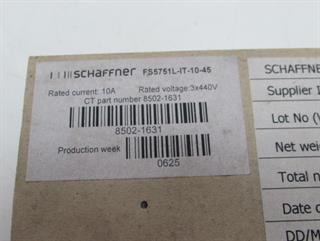 SCHAFFNER FS5751L-IT-10-45
Rated current: 10A Rated voltage:3x440V
CT part number 8502-1631
8502-1631
Production week
0625
SCHAFFNE
Supplier I
Lot No (
Net wei
Total n
Date o
DD/M